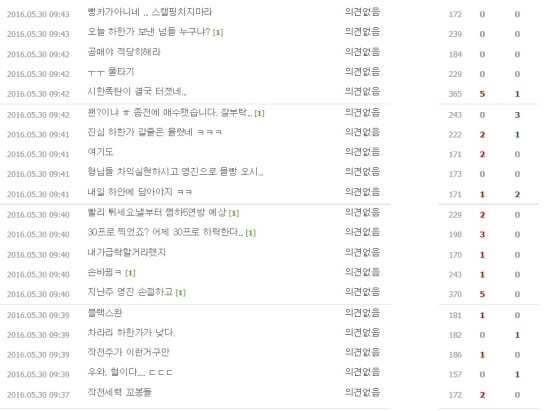 2016.05.30 09:43 뻥카가아니네 .. 스캘핑치지마라 의견없음 172 0 0
2016.05.30 09:43 오늘 하한가 보낸 넘들 누구냐? [1] 의견없음 239 0 0
2016.05.30 09:42 공매야 적당히해라 의견없음 184 0 0
2016.05.30 09:42 ㅜㅜ 물타기 의견없음 229 0 0
2016.05.30 09:42 시한폭탄이 결국 터졌네.. 의견없음 365 5 1
2016.05.30 09:42 왠?이냐 ㅎ 좀전에 매수햇습니다. 잘부탁... [1] 의견없음 243 0 3
2016.05.30 09:41 진심 하한가 갈줄은 몰랐네 ㅋㅋㅋ 의견없음 222 2 1
2016.05.30 09:41 여기도 의견없음 171 2 0
2016.05.30 09:41 형님들 차익실현하시고 영진으로 몰빵 오시.. 의견없음 173 0 0
2016.05.30 09:41 내일 하안에 담아야지 ㅋㅋ 의견없음 171 1 2
2016.05.30 09:40 빨리 튀세요낼부터 쩜하5연방 예상 [1] 의견없음 229 2 0
2016.05.30 09:40 30프로 찍었죠? 어제 30프로 하락한다... [1] 의견없음 198 3 0
2016.05.30 09:40 내가급락할거라했지 의견없음 170 1 0
2016.05.30 09:40 손바뀜ㅋ [1] 의견없음 243 1 0
2016.05.30 09:40 지난주 영진 손절하고 [1] 의견없음 370 5 0
2016.05.30 09:39 블랙스완 의견없음 181 1 0
2016.05.30 09:39 차라리 하한가가 낮다. 의견없음 182 0 1
2016.05.30 09:39 작전주가 이런거구만 의견없음 186 1 0
2016.05.30 09:39 우와, 헐이다.... ㄷㄷㄷ 의견없음 157 0 1
2016.05.30 09:37 작전세력 꼬봉들 의견없음 172 2 0